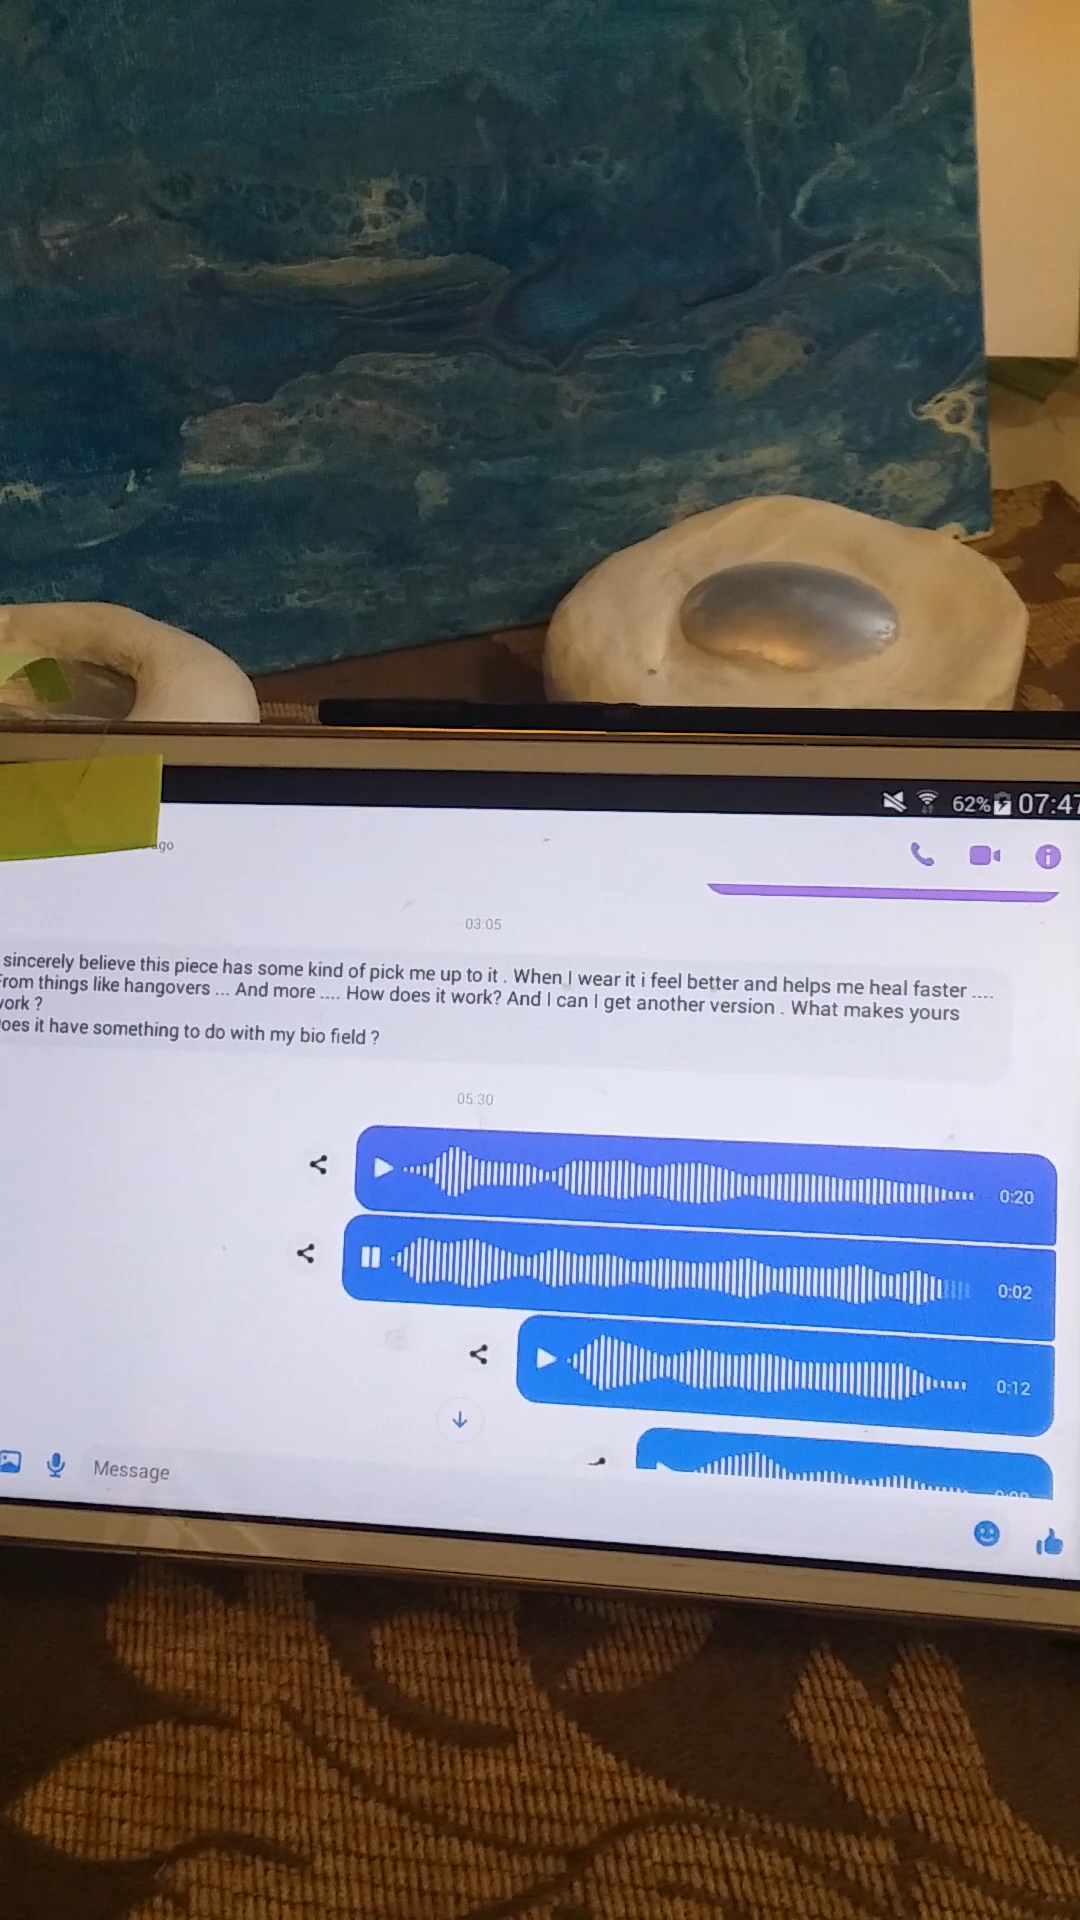 62% 07:47
ago
03:05
sincerely believe this piece has some kind of pick me up to it . When I wear it i feel better and helps me heal faster ....
From things like hangovers ... And more .... How does it work? And I can I get another version . What makes yours
work ?
oes it have something to do with my bio field ?
05:30
0:20
0:02
0:12
Message